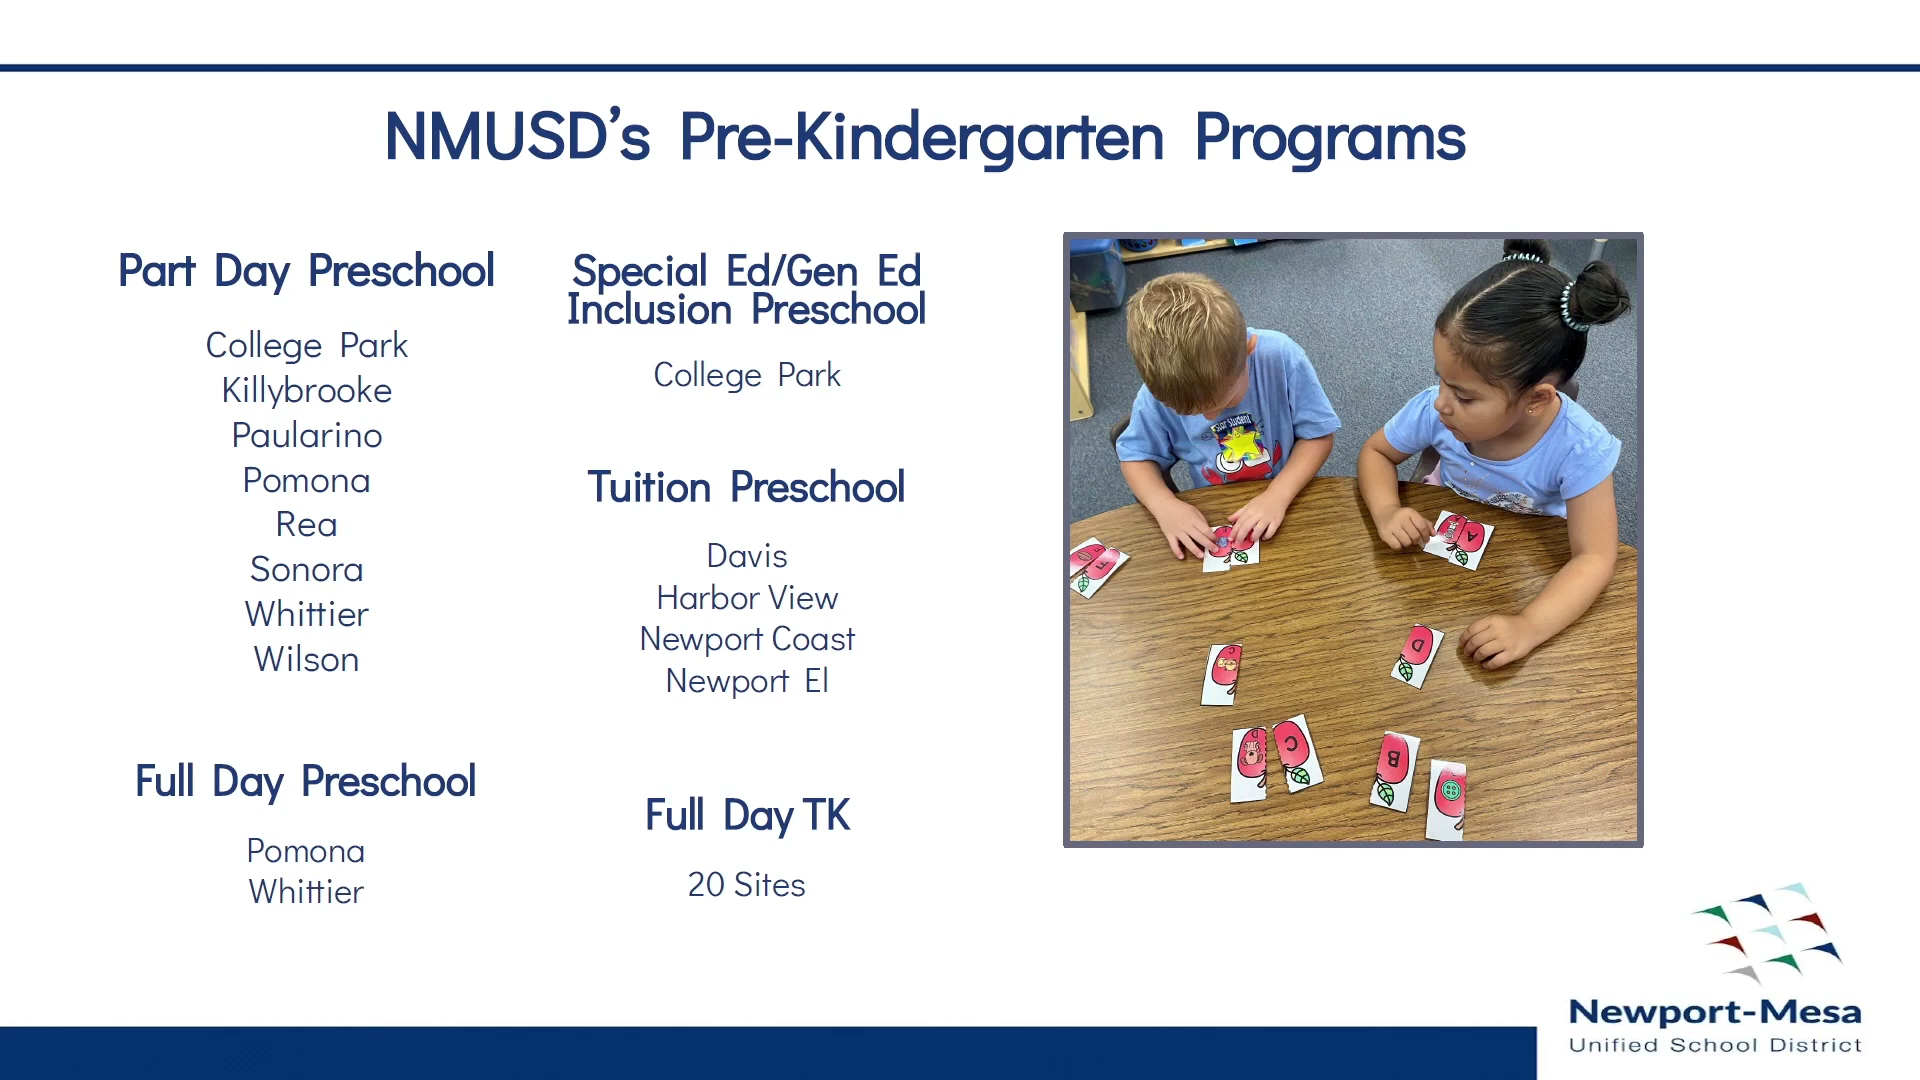 NMUSD’s Pre-Kindergarten Programs
Part Day Preschool
College Park
Killybrooke
Paularino
Pomona
Rea
Sonora
Whittier
Wilson
Full Day Preschool
Pomona
Whittier
Special Ed/Gen Ed
Inclusion Preschool
College Park
Tuition Preschool
Davis
Harbor View
Newport Coast
Newport El
Full Day TK
20 Sites
Star Student
A
D
C
D
C
B
Newport-Mesa
Unified School District